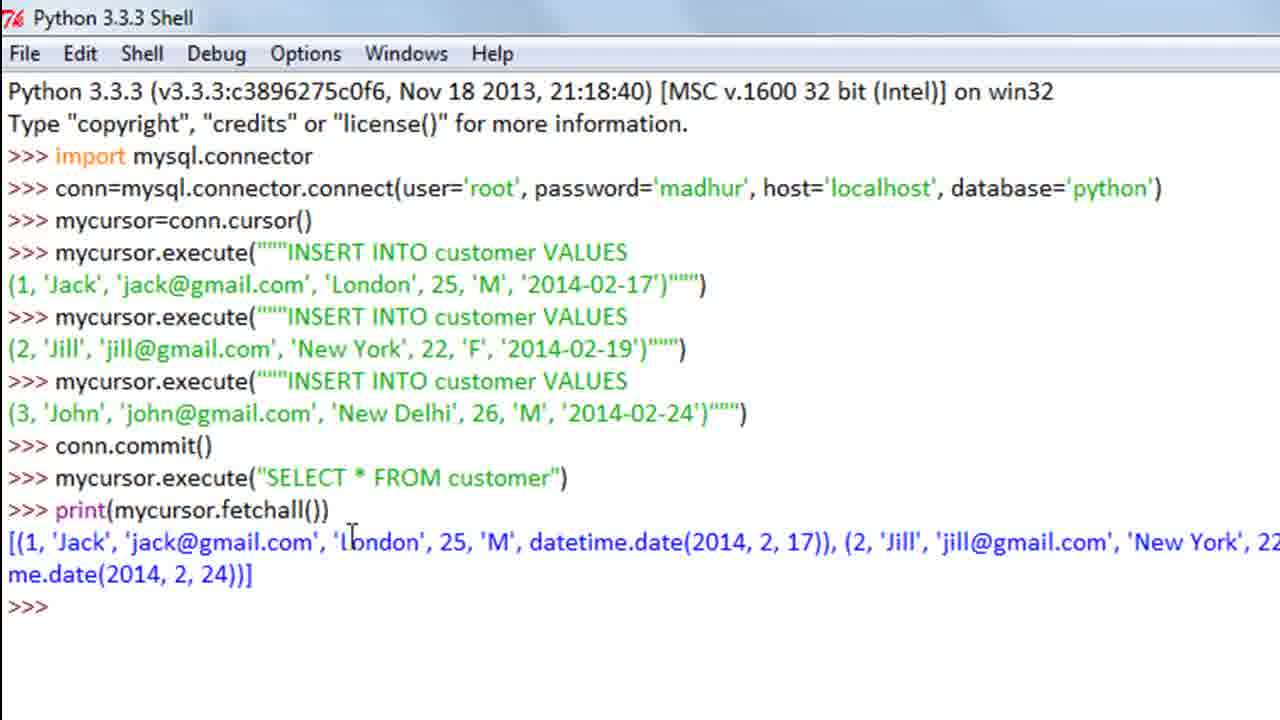 Python 3.3.3 Shell
File Edit Shell Debug Options Windows Help
Python 3.3.3 (v3.3.3:c3896275c0f6, Nov 18 2013, 21:18:40) [MSC v.1600 32 bit (Intel)] on win32
Type "copyright", "credits" or "license()" for more information.
>>> import mysql.connector
>>> conn=mysql.connector.connect(user='root', password='madhur', host='localhost', database='python')
>>> mycursor=conn.cursor()
>>> mycursor.execute("""INSERT INTO customer VALUES
(1, 'Jack', 'jack@gmail.com', 'London', 25, 'M', '2014-02-17')""")
>>> mycursor.execute("""INSERT INTO customer VALUES
(2, 'Jill', 'jill@gmail.com', 'New York', 22, 'F', '2014-02-19')""")
>>> mycursor.execute("""INSERT INTO customer VALUES
(3, 'John', 'john@gmail.com', 'New Delhi', 26, 'M', '2014-02-24')""")
>>> conn.commit()
>>> mycursor.execute("SELECT * FROM customer")
>>> print(mycursor.fetchall())
[(1, 'Jack', 'jack@gmail.com', 'London', 25, 'M', datetime.date(2014, 2, 17)), (2, 'Jill', 'jill@gmail.com', 'New York', 22
me.date(2014, 2, 24))]
>>>